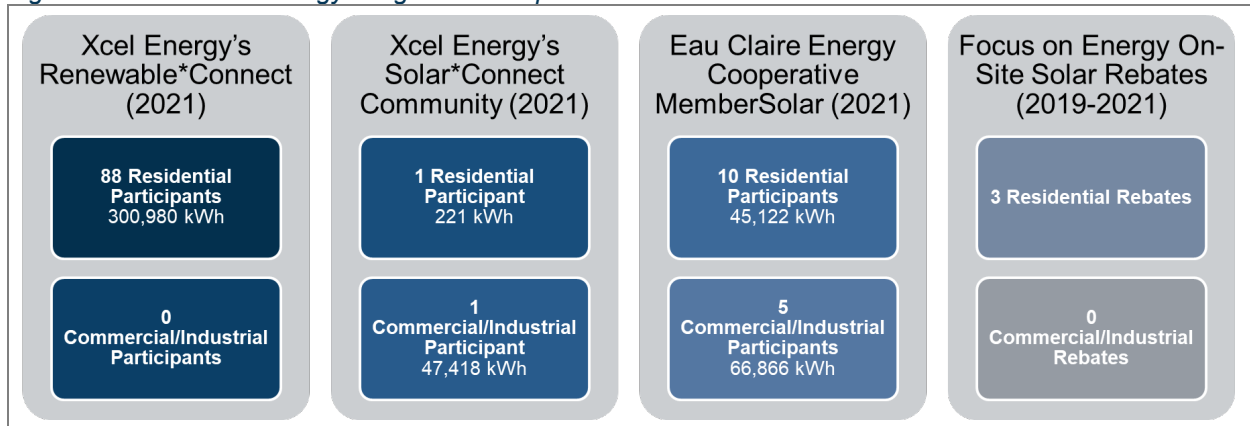 Xcel Energy's
Renewable*Connect
(2021)
88 Residential
Participants
300,980 kWh
0
Commercial/Industrial
Participants
Xcel Energy's
Solar*Connect
Community (2021)
1 Residential
Participant
221 kWh
1
Commercial/Industrial
Participant
47,418 kWh
Eau Claire Energy
Cooperative
MemberSolar (2021)
10 Residential
Participants
45,122 kWh
5
Commercial/Industrial
Participants
66,866 kWh
Focus on Energy On-
Site Solar Rebates
(2019-2021)
3 Residential Rebates
0
Commercial/Industrial
Rebates